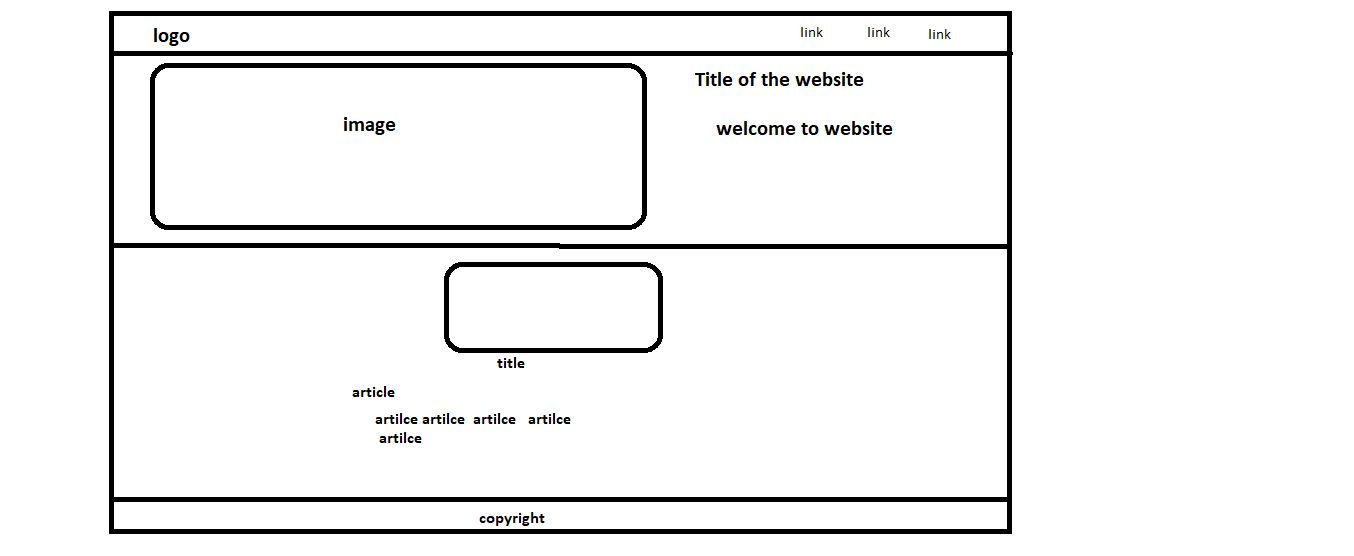 logo link link link
Title of the website
image
welcome to website
title
article
artilce artilce artilce artilce
artilce
copyright